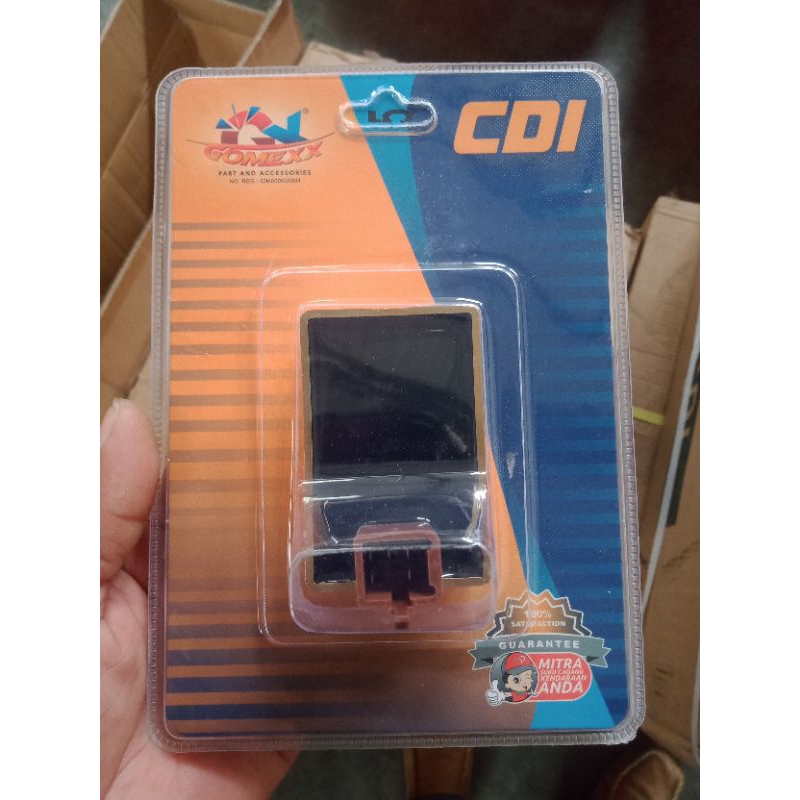 GOMEXX
PART AND ACCESSORIES
CDI
100%
SATISFACTION
GUARANTEE
MITRA
SUKU CADANG
KENDARAAN
ANDA